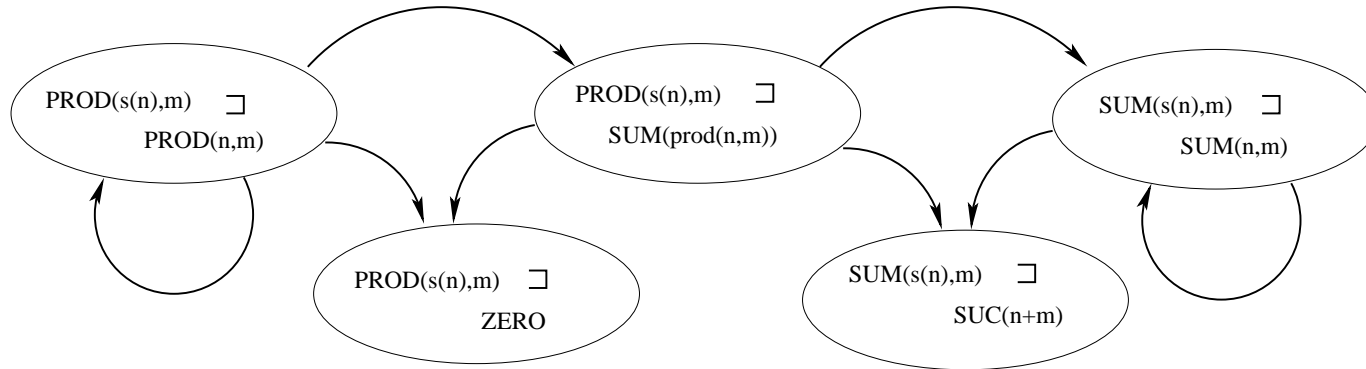 PROD(s(n),m) ⊐
PROD(n,m)
PROD(s(n),m) ⊐
SUM(prod(n,m))
SUM(s(n),m) ⊐
SUM(n,m)
PROD(s(n),m) ⊐
ZERO
SUM(s(n),m) ⊐
SUC(n+m)